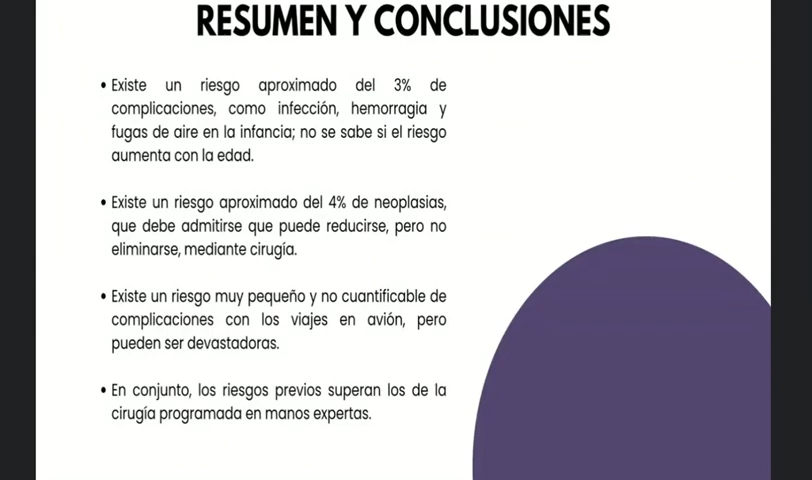 RESUMEN Y CONCLUSIONES
• Existe un riesgo aproximado del 3% de
complicaciones, como infección, hemorragia y
fugas de aire en la infancia; no se sabe si el riesgo
aumenta con la edad.
• Existe un riesgo aproximado del 4% de neoplasias,
que debe admitirse que puede reducirse, pero no
eliminarse, mediante cirugía.
• Existe un riesgo muy pequeño y no cuantificable de
complicaciones con los viajes en avión, pero
pueden ser devastadoras.
• En conjunto, los riesgos previos superan los de la
cirugía programada en manos expertas.